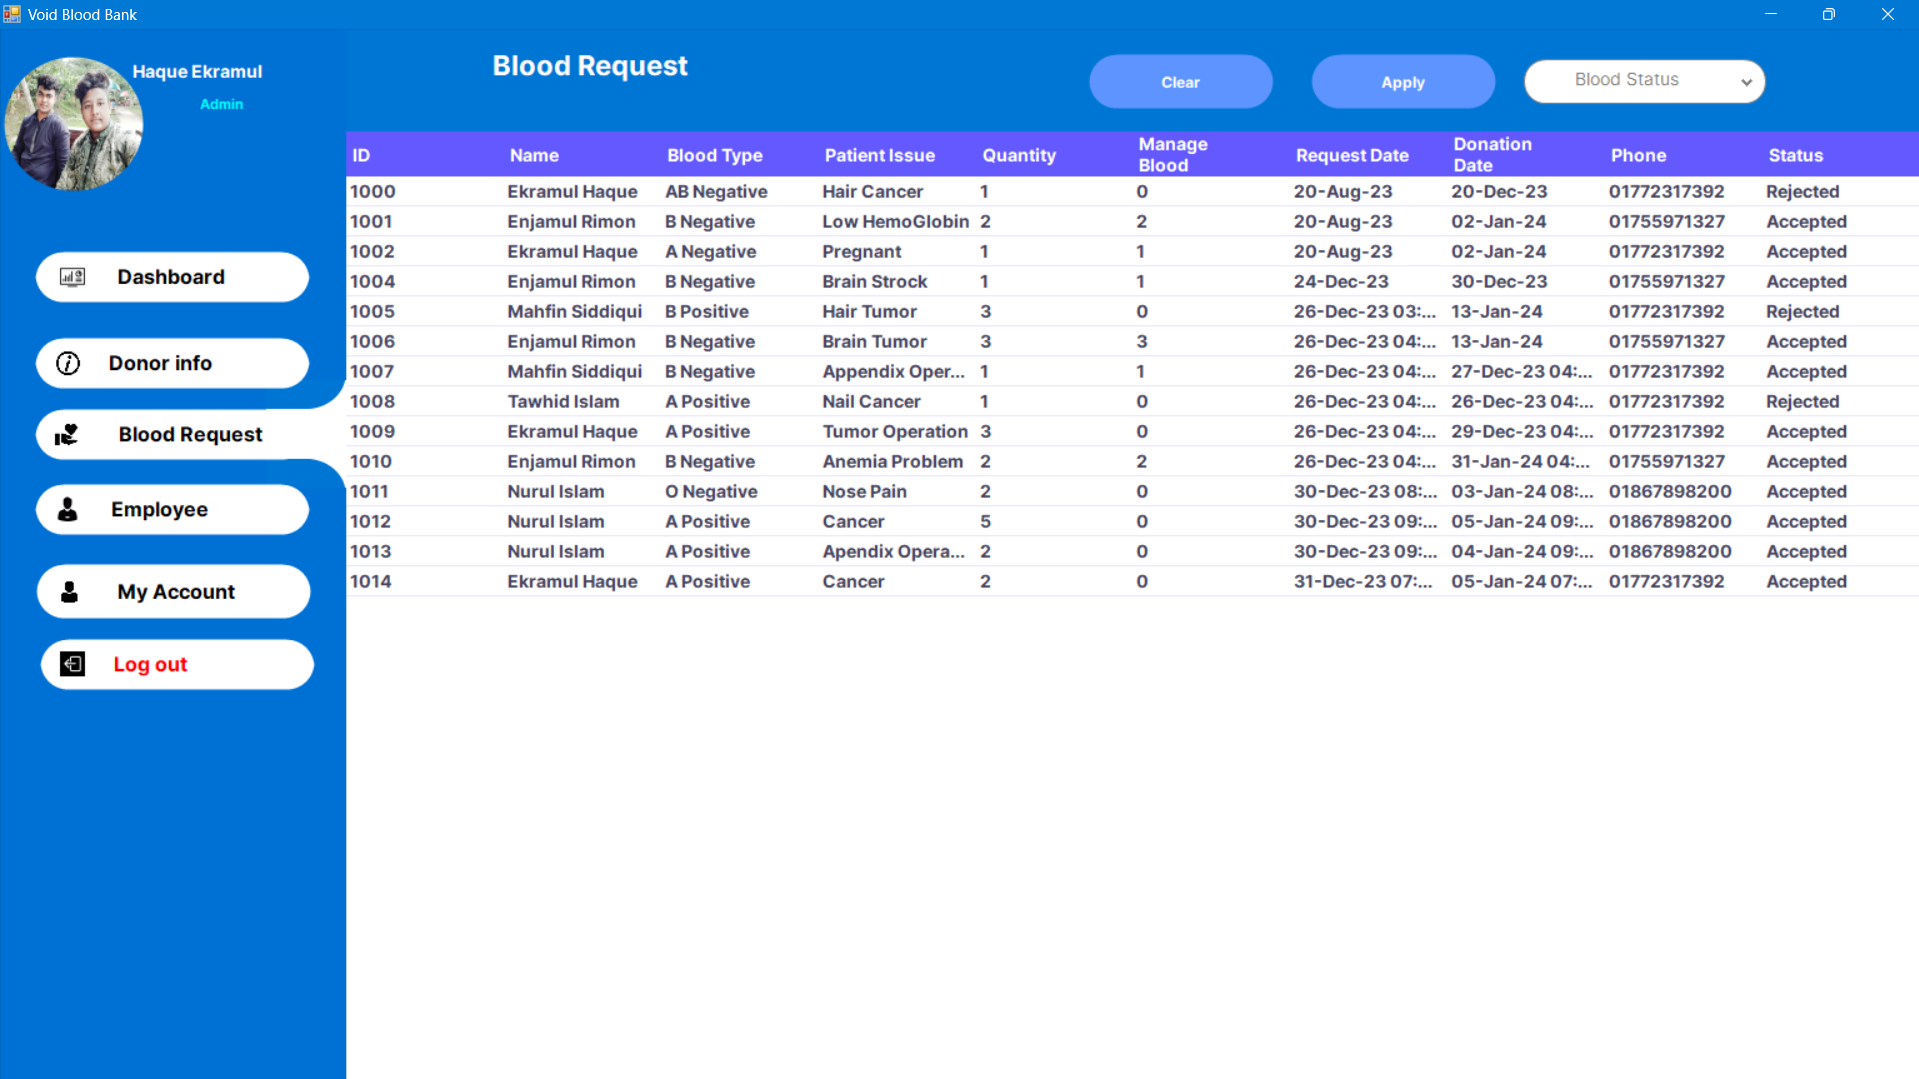 Void Blood Bank
Haque Ekramul
Admin
Dashboard
Donor info
Blood Request
Employee
My Account
Log out
Blood Request
Clear
Apply
Blood Status
ID Name Blood Type Patient Issue Quantity Manage Blood Request Date Donation Date Phone Status
1000 Ekramul Haque AB Negative Hair Cancer 1 0 20-Aug-23 20-Dec-23 01772317392 Rejected
1001 Enjamul Rimon B Negative Low HemoGlobin 2 2 20-Aug-23 02-Jan-24 01755971327 Accepted
1002 Ekramul Haque A Negative Pregnant 1 1 20-Aug-23 02-Jan-24 01772317392 Accepted
1004 Enjamul Rimon B Negative Brain Strock 1 1 24-Dec-23 30-Dec-23 01755971327 Accepted
1005 Mahfin Siddiqui B Positive Hair Tumor 3 0 26-Dec-23 03:... 13-Jan-24 01772317392 Rejected
1006 Enjamul Rimon B Negative Brain Tumor 3 3 26-Dec-23 04:... 13-Jan-24 01755971327 Accepted
1007 Mahfin Siddiqui B Negative Appendix Oper... 1 1 26-Dec-23 04:... 27-Dec-23 04:... 01772317392 Accepted
1008 Tawhid Islam A Positive Nail Cancer 1 0 26-Dec-23 04:... 26-Dec-23 04:... 01772317392 Rejected
1009 Ekramul Haque A Positive Tumor Operation 3 0 26-Dec-23 04:... 29-Dec-23 04:... 01772317392 Accepted
1010 Enjamul Rimon B Negative Anemia Problem 2 2 26-Dec-23 04:... 31-Jan-24 04:... 01755971327 Accepted
1011 Nurul Islam O Negative Nose Pain 2 0 30-Dec-23 08:... 03-Jan-24 08:... 01867898200 Accepted
1012 Nurul Islam A Positive Cancer 5 0 30-Dec-23 09:... 05-Jan-24 09:... 01867898200 Accepted
1013 Nurul Islam A Positive Apendix Opera... 2 0 30-Dec-23 09:... 04-Jan-24 09:... 01867898200 Accepted
1014 Ekramul Haque A Positive Cancer 2 0 31-Dec-23 07:... 05-Jan-24 07:... 01772317392 Accepted